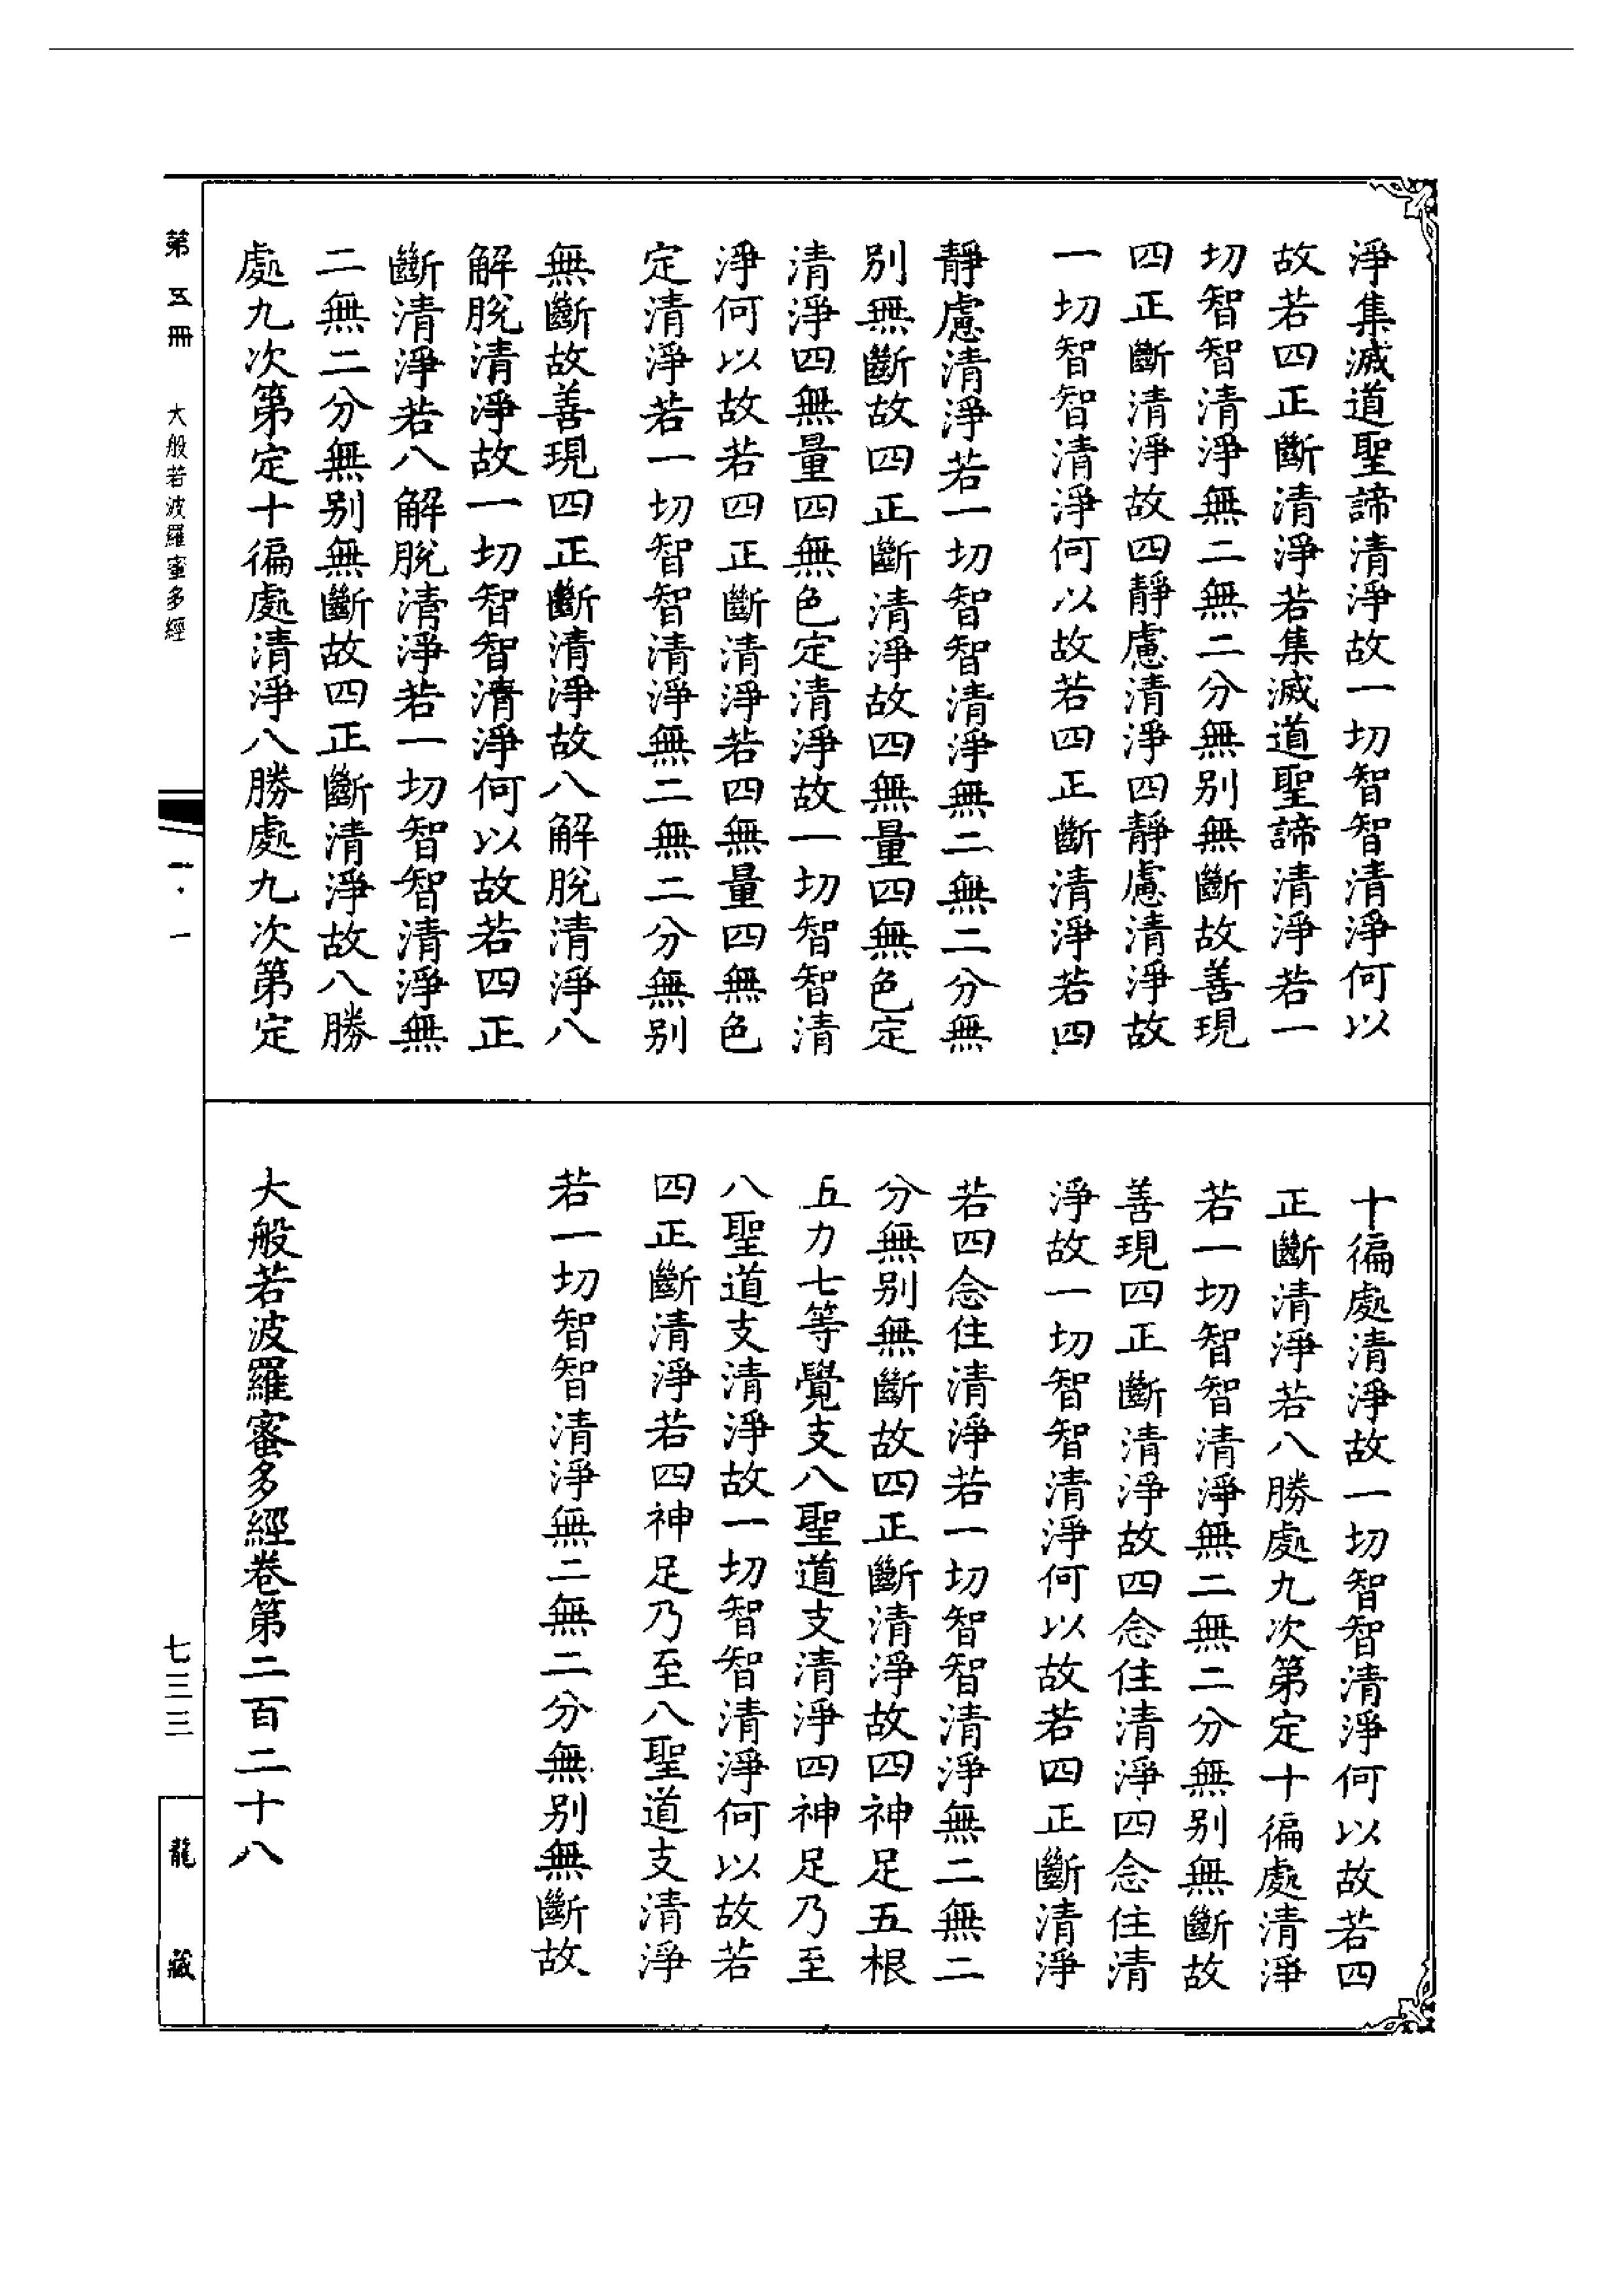 淨集滅道聖諦清淨故一切智智清淨何以
故若四正斷清淨若集滅道聖諦清淨若一
切智智清淨無二無二分無别無斷故善現
四正斷清淨故四靜慮清淨四靜慮清淨故
一切智智清淨何以故若四正斷清淨若四
靜慮清淨若一切智智清淨無二無二分無
别無斷故四正斷清淨故四無量四無色定
清淨四無量四無色定清淨故一切智智清
淨何以故若四正斷清淨若四無量四無色
定清淨若一切智智清淨無二無二分無别
無斷故善現四正斷清淨故八解脫清淨八
解脫清淨故一切智智清淨何以故若四正
斷清淨若八解脫清淨若一切智智清淨無
二無二分無别無斷故四正斷清淨故八勝
處九次第定十徧處清淨八勝處九次第定
十徧處清淨故一切智智清淨何以故若四
正斷清淨若八勝處九次第定十徧處清淨
若一切智智清淨無二無二分無别無斷故
善現四正斷清淨故四念住清淨四念住清
淨故一切智智清淨何以故若四正斷清淨
若四念住清淨若一切智智清淨無二無二
分無别無斷故四正斷清淨故四神足五根
五力七等覺支八聖道支清淨四神足乃至
八聖道支清淨故一切智智清淨何以故若
四正斷清淨若四神足乃至八聖道支清淨
若一切智智清淨無二無二分無别無斷故
大般若波羅蜜多經卷第二百二十八
第五冊 大般若波羅蜜多經
一·一
七三三
龍藏